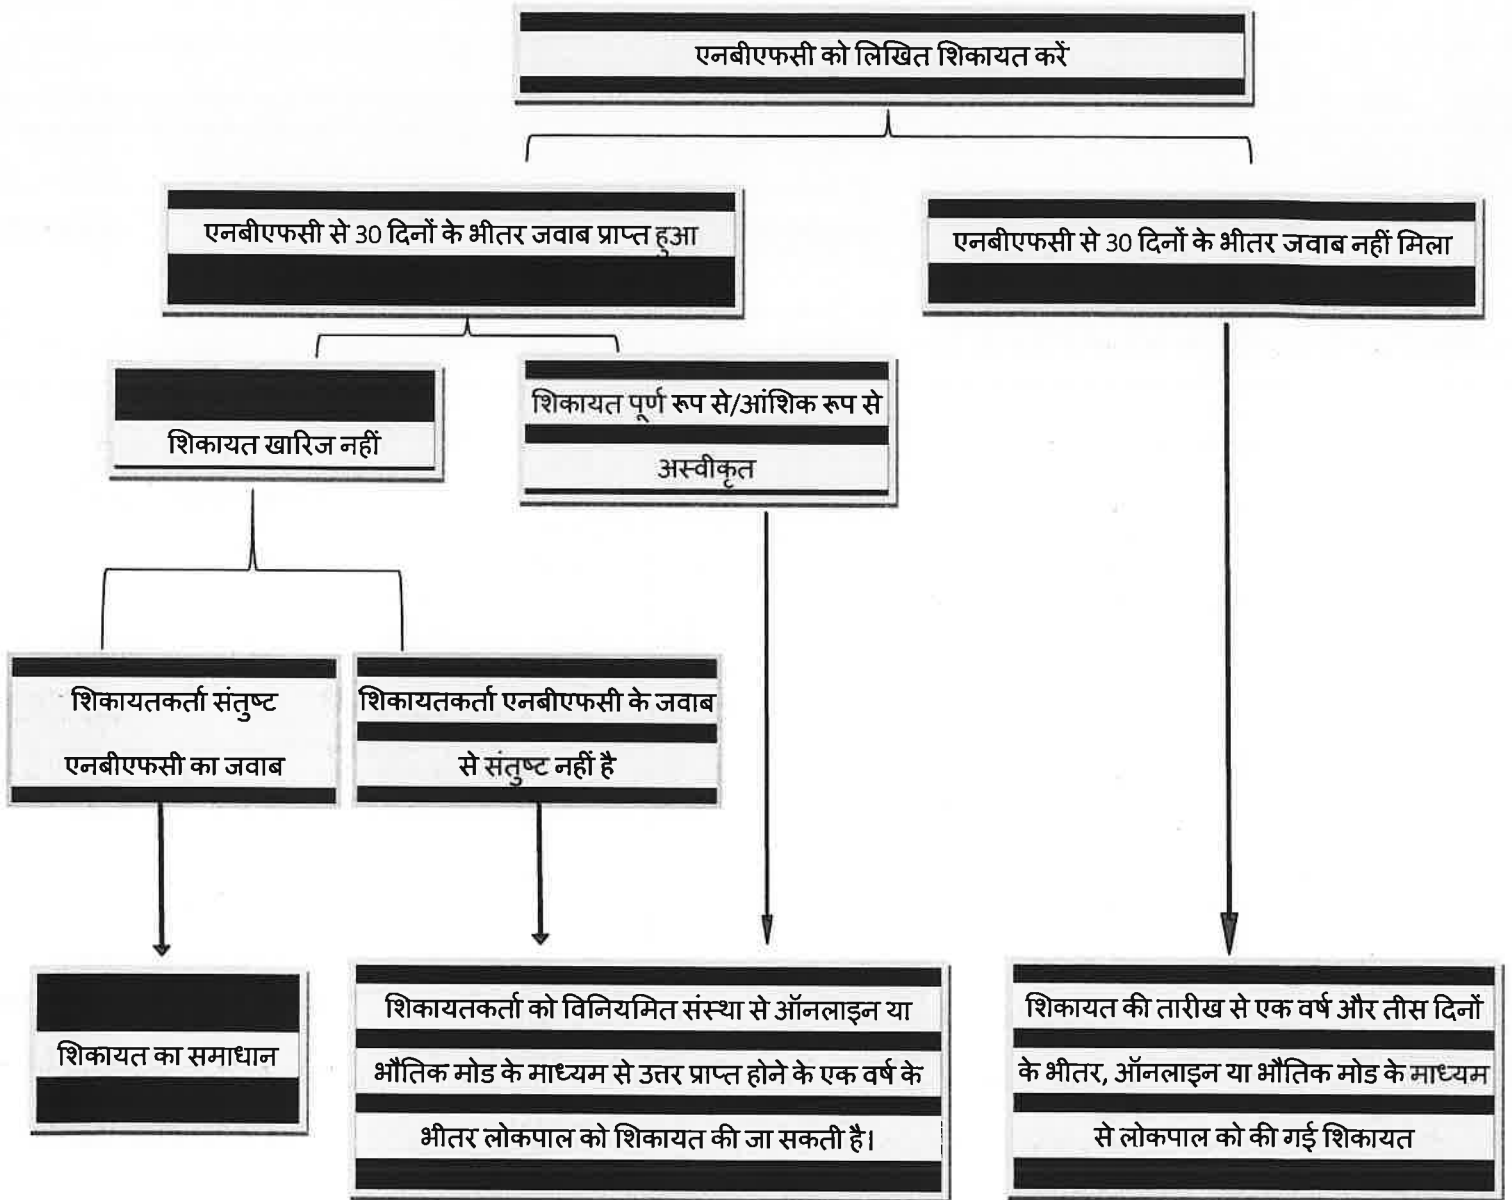 एनबीएफसी को लिखित शिकायत करें
एनबीएफसी से 30 दिनों के भीतर जवाब प्राप्त हुआ
एनबीएफसी से 30 दिनों के भीतर जवाब नहीं मिला
शिकायत खारिज नहीं
शिकायत पूर्ण रूप से/आंशिक रूप से
अस्वीकृत
शिकायतकर्ता संतुष्ट
एनबीएफसी का जवाब
शिकायतकर्ता एनबीएफसी के जवाब
से संतुष्ट नहीं है
शिकायत का समाधान
शिकायतकर्ता को विनियमित संस्था से ऑनलाइन या
भौतिक मोड के माध्यम से उत्तर प्राप्त होने के एक वर्ष के
भीतर लोकपाल को शिकायत की जा सकती है।
शिकायत की तारीख से एक वर्ष और तीस दिनों
के भीतर, ऑनलाइन या भौतिक मोड के माध्यम
से लोकपाल को की गई शिकायत